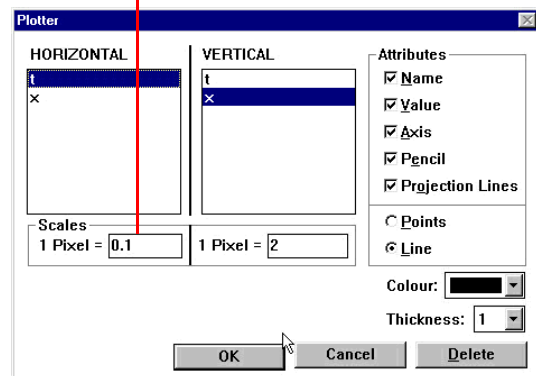 Plotter
HORIZONTAL
t
×
VERTICAL
t
×
Attributes
Name
Value
Axis
Pencil
Projection Lines
Points
Line
Scales
1 Pixel = 0.1
1 Pixel = 2
Colour:
Thickness: 1
OK
Cancel
Delete